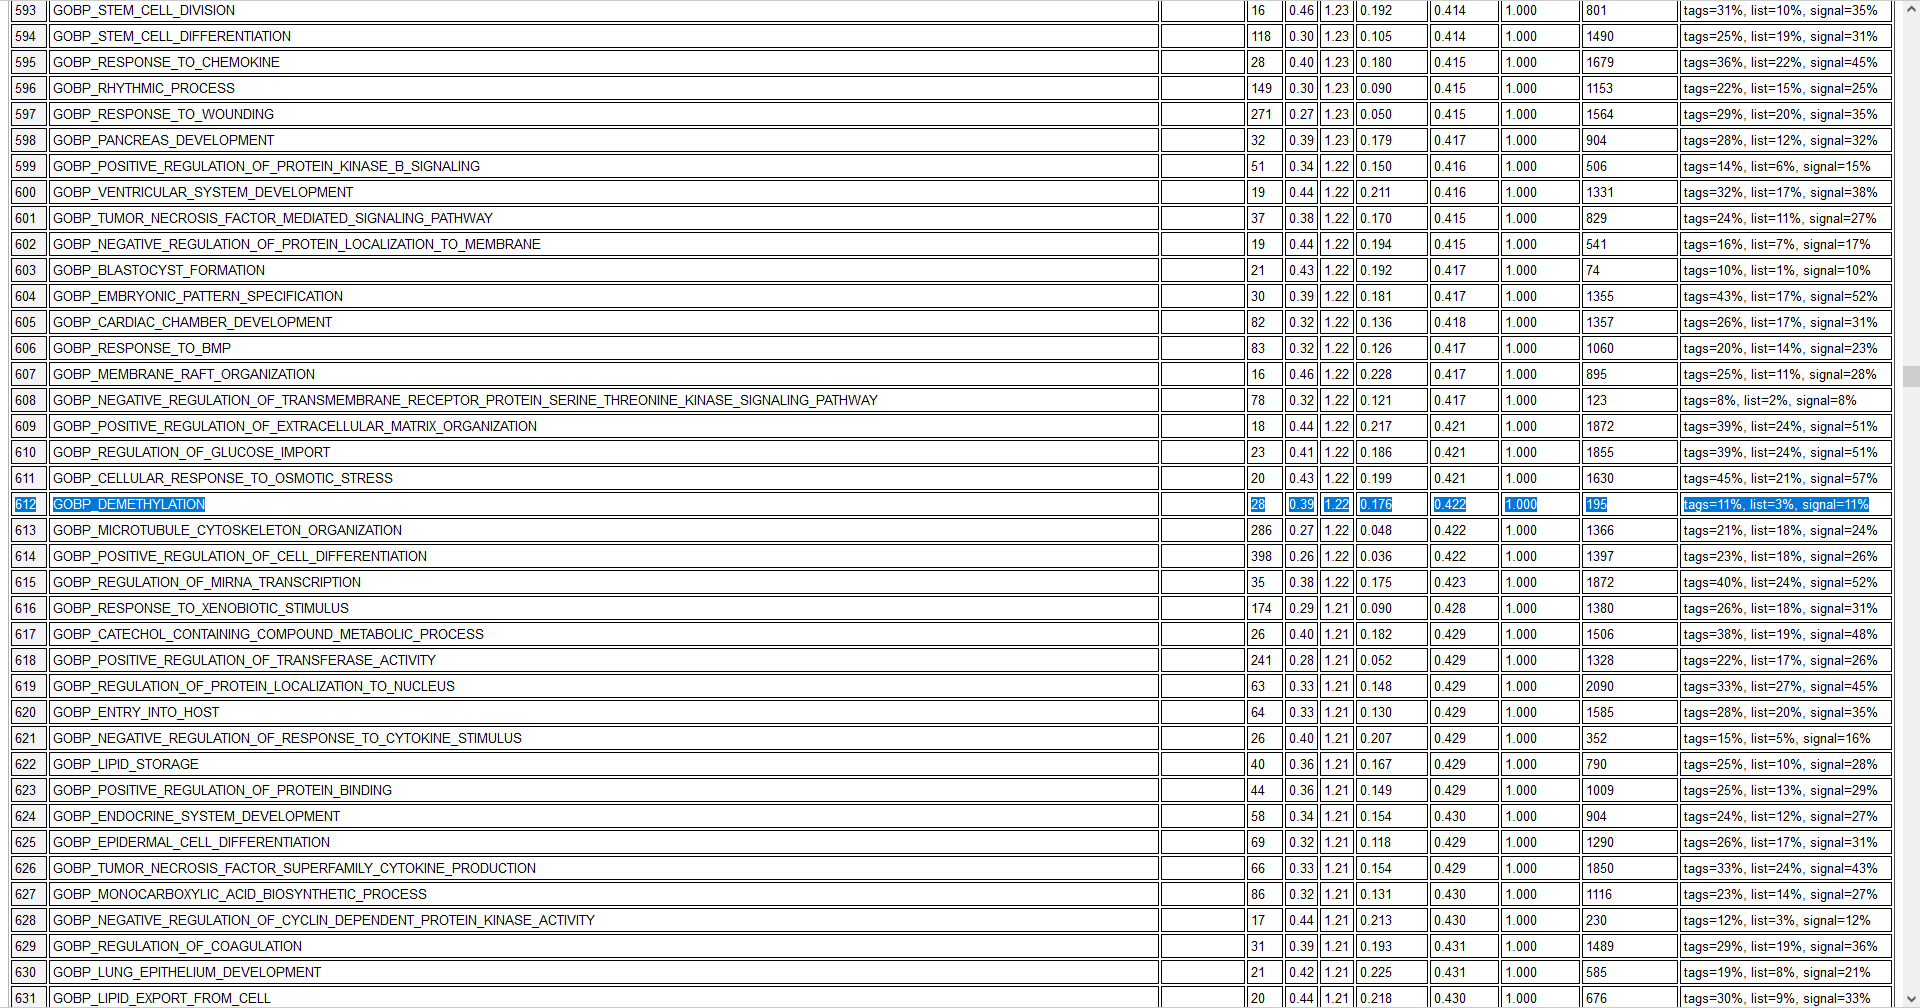 593 GOBP_STEM_CELL_DIVISION 16 0.46 1.23 0.192 0.414 1.000 801 tags=31%, list=10%, signal=35%
594 GOBP_STEM_CELL_DIFFERENTIATION 118 0.30 1.23 0.105 0.414 1.000 1490 tags=25%, list=19%, signal=31%
595 GOBP_RESPONSE_TO_CHEMOKINE 28 0.40 1.23 0.180 0.415 1.000 1679 tags=36%, list=22%, signal=45%
596 GOBP_RHYTHMIC_PROCESS 149 0.30 1.23 0.090 0.415 1.000 1153 tags=22%, list=15%, signal=25%
597 GOBP_RESPONSE_TO_WOUNDING 271 0.27 1.23 0.050 0.415 1.000 1564 tags=29%, list=20%, signal=35%
598 GOBP_PANCREAS_DEVELOPMENT 32 0.39 1.23 0.179 0.417 1.000 904 tags=28%, list=12%, signal=32%
599 GOBP_POSITIVE_REGULATION_OF_PROTEIN_KINASE_B_SIGNALING 51 0.34 1.22 0.150 0.416 1.000 506 tags=14%, list=6%, signal=15%
600 GOBP_VENTRICULAR_SYSTEM_DEVELOPMENT 19 0.44 1.22 0.211 0.416 1.000 1331 tags=32%, list=17%, signal=38%
601 GOBP_TUMOR_NECROSIS_FACTOR_MEDIATED_SIGNALING_PATHWAY 37 0.38 1.22 0.170 0.415 1.000 829 tags=24%, list=11%, signal=27%
602 GOBP_NEGATIVE_REGULATION_OF_PROTEIN_LOCALIZATION_TO_MEMBRANE 19 0.44 1.22 0.194 0.415 1.000 541 tags=16%, list=7%, signal=17%
603 GOBP_BLASTOCYST_FORMATION 21 0.43 1.22 0.192 0.417 1.000 74 tags=10%, list=1%, signal=10%
604 GOBP_EMBRYONIC_PATTERN_SPECIFICATION 30 0.39 1.22 0.181 0.417 1.000 1355 tags=43%, list=17%, signal=52%
605 GOBP_CARDIAC_CHAMBER_DEVELOPMENT 82 0.32 1.22 0.136 0.418 1.000 1357 tags=26%, list=17%, signal=31%
606 GOBP_RESPONSE_TO_BMP 83 0.32 1.22 0.126 0.417 1.000 1060 tags=20%, list=14%, signal=23%
607 GOBP_MEMBRANE_RAFT_ORGANIZATION 16 0.46 1.22 0.228 0.417 1.000 895 tags=25%, list=11%, signal=28%
608 GOBP_NEGATIVE_REGULATION_OF_TRANSMEMBRANE_RECEPTOR_PROTEIN_SERINE_THREONINE_KINASE_SIGNALING_PATHWAY 78 0.32 1.22 0.121 0.417 1.000 123 tags=8%, list=2%, signal=8%
609 GOBP_POSITIVE_REGULATION_OF_EXTRACELLULAR_MATRIX_ORGANIZATION 18 0.44 1.22 0.217 0.421 1.000 1872 tags=39%, list=24%, signal=51%
610 GOBP_REGULATION_OF_GLUCOSE_IMPORT 23 0.41 1.22 0.186 0.421 1.000 1855 tags=39%, list=24%, signal=51%
611 GOBP_CELLULAR_RESPONSE_TO_OSMOTIC_STRESS 20 0.43 1.22 0.199 0.421 1.000 1630 tags=45%, list=21%, signal=57%
612 GOBP_DEMETHYLATION 28 0.39 1.22 0.176 0.422 1.000 195 tags=11%, list=3%, signal=11%
613 GOBP_MICROTUBULE_CYTOSKELETON_ORGANIZATION 286 0.27 1.22 0.048 0.422 1.000 1366 tags=21%, list=18%, signal=24%
614 GOBP_POSITIVE_REGULATION_OF_CELL_DIFFERENTIATION 398 0.26 1.22 0.036 0.422 1.000 1397 tags=23%, list=18%, signal=26%
615 GOBP_REGULATION_OF_MIRNA_TRANSCRIPTION 35 0.38 1.22 0.175 0.423 1.000 1872 tags=40%, list=24%, signal=52%
616 GOBP_RESPONSE_TO_XENOBIOTIC_STIMULUS 174 0.29 1.21 0.090 0.428 1.000 1380 tags=26%, list=18%, signal=31%
617 GOBP_CATECHOL_CONTAINING_COMPOUND_METABOLIC_PROCESS 26 0.40 1.21 0.182 0.429 1.000 1506 tags=38%, list=19%, signal=48%
618 GOBP_POSITIVE_REGULATION_OF_TRANSFERASE_ACTIVITY 241 0.28 1.21 0.052 0.429 1.000 1328 tags=22%, list=17%, signal=26%
619 GOBP_REGULATION_OF_PROTEIN_LOCALIZATION_TO_NUCLEUS 63 0.33 1.21 0.148 0.429 1.000 2090 tags=33%, list=27%, signal=45%
620 GOBP_ENTRY_INTO_HOST 64 0.33 1.21 0.130 0.429 1.000 1585 tags=28%, list=20%, signal=35%
621 GOBP_NEGATIVE_REGULATION_OF_RESPONSE_TO_CYTOKINE_STIMULUS 26 0.40 1.21 0.207 0.429 1.000 352 tags=15%, list=5%, signal=16%
622 GOBP_LIPID_STORAGE 40 0.36 1.21 0.167 0.429 1.000 790 tags=25%, list=10%, signal=28%
623 GOBP_POSITIVE_REGULATION_OF_PROTEIN_BINDING 44 0.36 1.21 0.149 0.429 1.000 1009 tags=25%, list=13%, signal=29%
624 GOBP_ENDOCRINE_SYSTEM_DEVELOPMENT 58 0.34 1.21 0.154 0.430 1.000 904 tags=24%, list=12%, signal=27%
625 GOBP_EPIDERMAL_CELL_DIFFERENTIATION 69 0.32 1.21 0.118 0.429 1.000 1290 tags=26%, list=17%, signal=31%
626 GOBP_TUMOR_NECROSIS_FACTOR_SUPERFAMILY_CYTOKINE_PRODUCTION 66 0.33 1.21 0.154 0.429 1.000 1850 tags=33%, list=24%, signal=43%
627 GOBP_MONOCARBOXYLIC_ACID_BIOSYNTHETIC_PROCESS 86 0.32 1.21 0.131 0.430 1.000 1116 tags=23%, list=14%, signal=27%
628 GOBP_NEGATIVE_REGULATION_OF_CYCLIN_DEPENDENT_PROTEIN_KINASE_ACTIVITY 17 0.44 1.21 0.213 0.430 1.000 230 tags=12%, list=3%, signal=12%
629 GOBP_REGULATION_OF_COAGULATION 31 0.39 1.21 0.193 0.431 1.000 1489 tags=29%, list=19%, signal=36%
630 GOBP_LUNG_EPITHELIUM_DEVELOPMENT 21 0.42 1.21 0.225 0.431 1.000 585 tags=19%, list=8%, signal=21%
631 GOBP_LIPID_EXPORT_FROM_CELL 20 0.44 1.21 0.218 0.430 1.000 676 tags=30%, list=9%, signal=33%